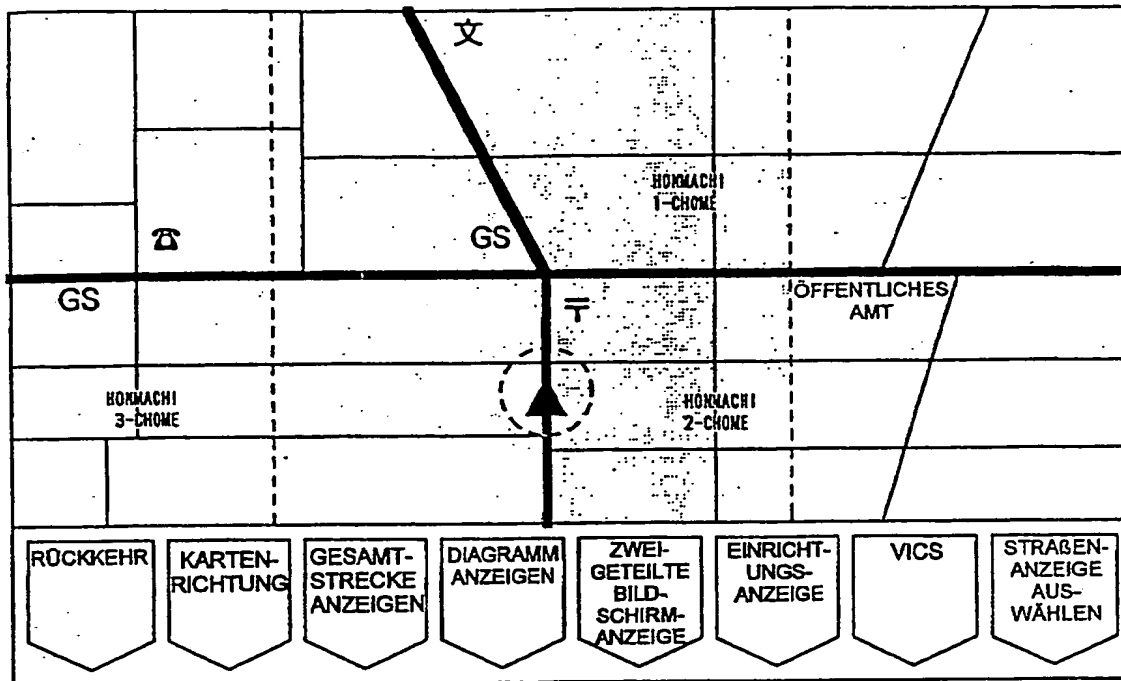 文
HONMACHI
1-CHOME
☎
GS
GS
〒
ÖFFENTLICHES
AMT
HONMACHI
3-CHOME
HONMACHI
2-CHOME
RÜCKKEHR
KARTEN-
RICHTUNG
GESAMT-
STRECKE
ANZEIGEN
DIAGRAMM
ANZEIGEN
ZWEI-
GETEILTE
BILD-
SCHIRM-
ANZEIGE
EINRICHT-
UNGS-
ANZEIGE
VICS
STRAßEN-
ANZEIGE
AUS-
WÄHLEN